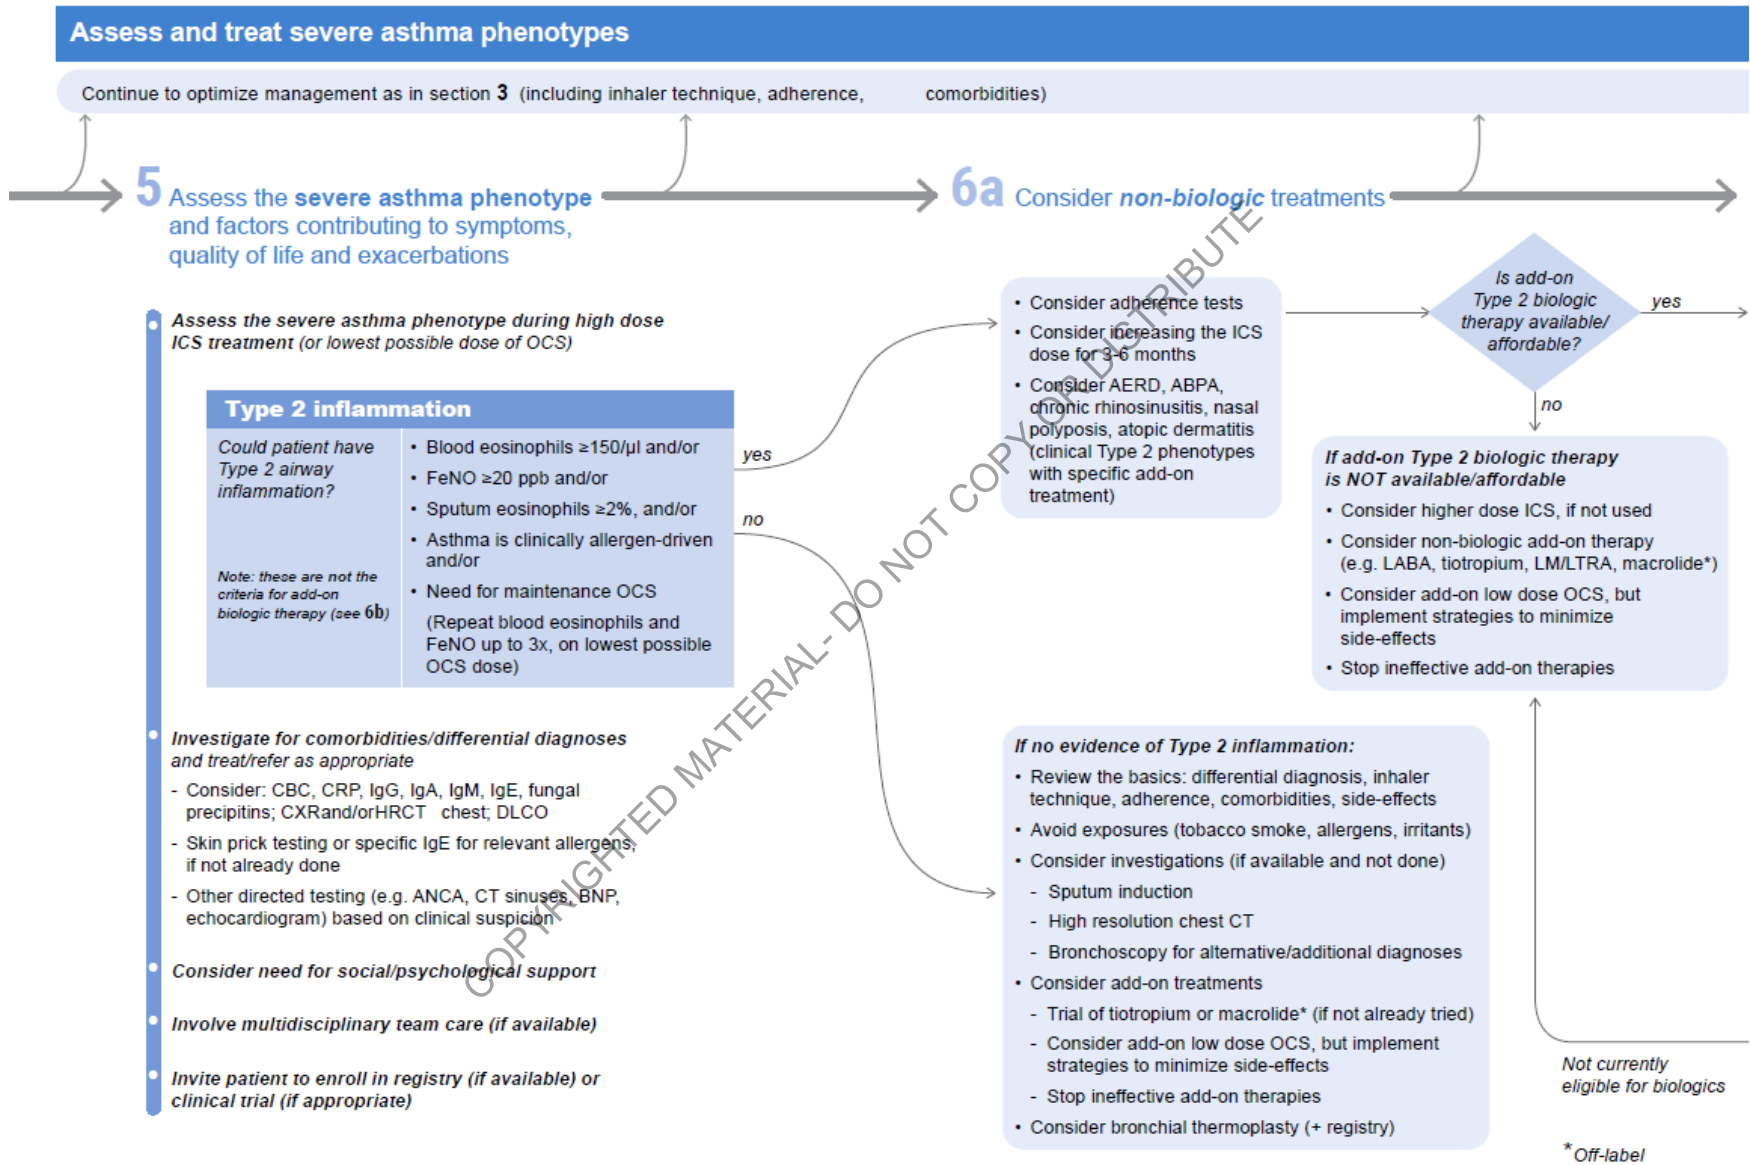 Assess and treat severe asthma phenotypes
Continue to optimize management as in section 3 (including inhaler technique, adherence, comorbidities)
5 Assess the severe asthma phenotype
and factors contributing to symptoms,
quality of life and exacerbations
Assess the severe asthma phenotype during high dose
ICS treatment (or lowest possible dose of OCS)
Type 2 inflammation
Could patient have
Type 2 airway
inflammation?
Note: these are not the
criteria for add-on
biologic therapy (see 6b)
• Blood eosinophils ≥150/μl and/or
• FeNO ≥20 ppb and/or
• Sputum eosinophils ≥2%, and/or
• Asthma is clinically allergen-driven
and/or
• Need for maintenance OCS
(Repeat blood eosinophils and
FeNO up to 3x, on lowest possible
OCS dose)
yes
no
Investigate for comorbidities/differential diagnoses
and treat/refer as appropriate
- Consider: CBC, CRP, IgG, IgA, IgM, IgE, fungal
precipitins; CXRand/orHRCT chest; DLCO
- Skin prick testing or specific IgE for relevant allergens,
if not already done
- Other directed testing (e.g. ANCA, CT sinuses, BNP,
echocardiogram) based on clinical suspicion
Consider need for social/psychological support
Involve multidisciplinary team care (if available)
Invite patient to enroll in registry (if available) or
clinical trial (if appropriate)
6a Consider non-biologic treatments
• Consider adherence tests
• Consider increasing the ICS
dose for 3-6 months
• Consider AERD, ABPA,
chronic rhinosinusitis, nasal
polyposis, atopic dermatitis
(clinical Type 2 phenotypes
with specific add-on
treatment)
Is add-on
Type 2 biologic
therapy available/
affordable?
yes
no
If add-on Type 2 biologic therapy
is NOT available/affordable
• Consider higher dose ICS, if not used
• Consider non-biologic add-on therapy
(e.g. LABA, tiotropium, LM/LTRA, macrolide*)
• Consider add-on low dose OCS, but
implement strategies to minimize
side-effects
• Stop ineffective add-on therapies
If no evidence of Type 2 inflammation:
• Review the basics: differential diagnosis, inhaler
technique, adherence, comorbidities, side-effects
• Avoid exposures (tobacco smoke, allergens, irritants)
• Consider investigations (if available and not done)
- Sputum induction
- High resolution chest CT
- Bronchoscopy for alternative/additional diagnoses
• Consider add-on treatments
- Trial of tiotropium or macrolide* (if not already tried)
- Consider add-on low dose OCS, but implement
strategies to minimize side-effects
- Stop ineffective add-on therapies
• Consider bronchial thermoplasty (+ registry)
Not currently
eligible for biologics
*Off-label
COPYRIGHTED MATERIAL- DO NOT COPY OR DISTRIBUTE